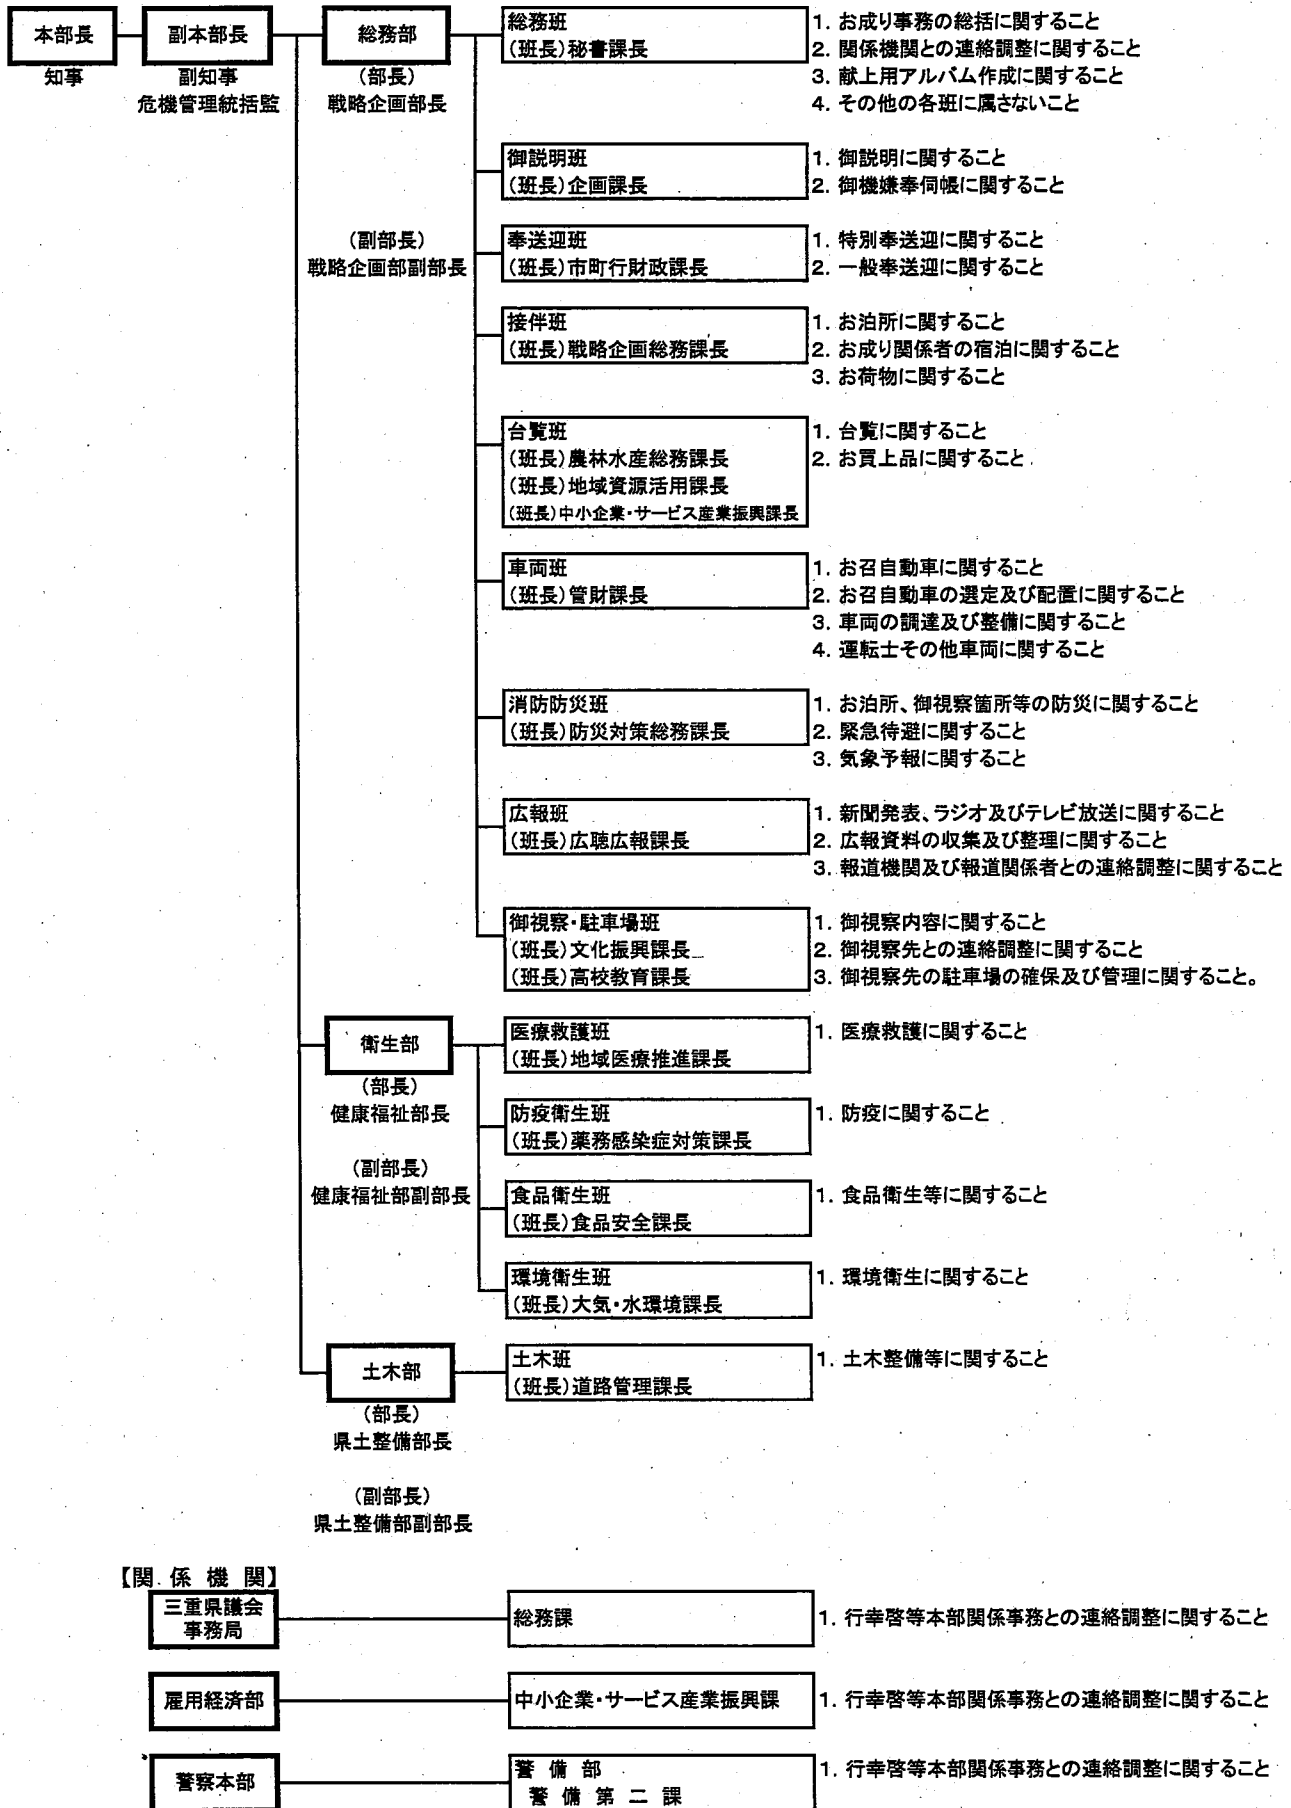 本部長
知事
副本部長
副知事
危機管理統括監
総務部
(部長)
戦略企画部長
(副部長)
戦略企画部副部長
総務班
(班長)秘書課長
1. お成り事務の総括に関すること
2. 関係機関との連絡調整に関すること
3. 献上用アルバム作成に関すること
4. その他の各班に属さないこと
御説明班
(班長)企画課長
1. 御説明に関すること
2. 御機嫌奉伺帳に関すること
奉送迎班
(班長)市町行財政課長
1. 特別奉送迎に関すること
2. 一般奉送迎に関すること
接伴班
(班長)戦略企画総務課長
1. お泊所に関すること
2. お成り関係者の宿泊に関すること
3. お荷物に関すること
台覧班
(班長)農林水産総務課長
(班長)地域資源活用課長
(班長)中小企業・サービス産業振興課長
1. 台覧に関すること
2. お買上品に関すること
車両班
(班長)管財課長
1. お召自動車に関すること
2. お召自動車の選定及び配置に関すること
3. 車両の調達及び整備に関すること
4. 運転士その他車両に関すること
消防防災班
(班長)防災対策総務課長
1. お泊所、御視察箇所等の防災に関すること
2. 緊急待避に関すること
3. 気象予報に関すること
広報班
(班長)広聴広報課長
1. 新聞発表、ラジオ及びテレビ放送に関すること
2. 広報資料の収集及び整理に関すること
3. 報道機関及び報道関係者との連絡調整に関すること
御視察・駐車場班
(班長)文化振興課長
(班長)高校教育課長
1. 御視察内容に関すること
2. 御視察先との連絡調整に関すること
3. 御視察先の駐車場の確保及び管理に関すること。
衛生部
(部長)
健康福祉部長
(副部長)
健康福祉部副部長
医療救護班
(班長)地域医療推進課長
1. 医療救護に関すること
防疫衛生班
(班長)薬務感染症対策課長
1. 防疫に関すること
食品衛生班
(班長)食品安全課長
1. 食品衛生等に関すること
環境衛生班
(班長)大気・水環境課長
1. 環境衛生に関すること
土木部
(部長)
県土整備部長
(副部長)
県土整備部副部長
土木班
(班長)道路管理課長
1. 土木整備等に関すること
【関係機関】
三重県議会
事務局
総務課
1. 行幸啓等本部関係事務との連絡調整に関すること
雇用経済部
中小企業・サービス産業振興課
1. 行幸啓等本部関係事務との連絡調整に関すること
警察本部
警備部
警備第二課
1. 行幸啓等本部関係事務との連絡調整に関すること